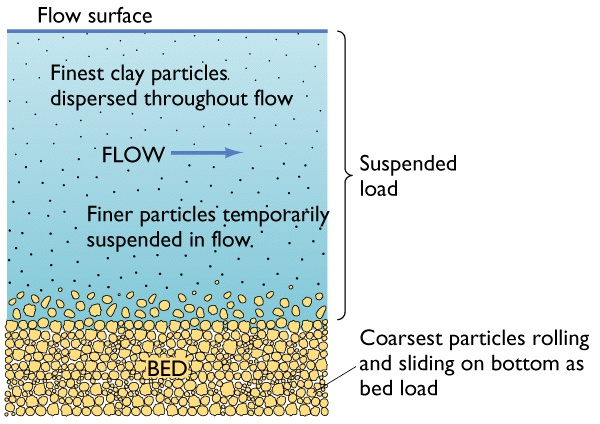 Flow surface
Finest clay particles
dispersed throughout flow
FLOW
Suspended
load
Finer particles temporarily
suspended in flow.
BED
Coarsest particles rolling
and sliding on bottom as
bed load